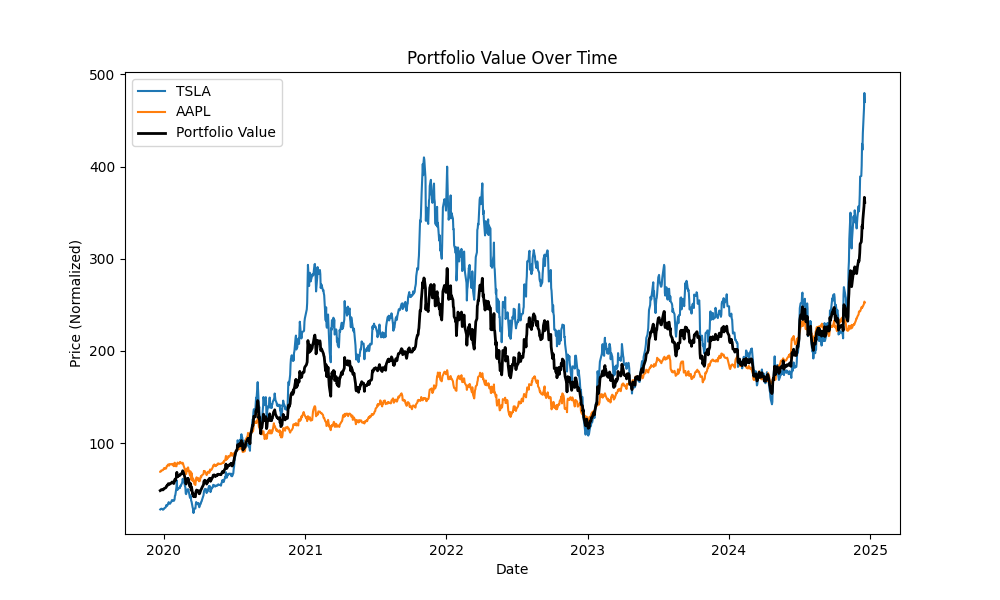 Portfolio Value Over Time
TSLA
AAPL
Portfolio Value
Price (Normalized)
500
400
300
200
100
2020
2021
2022
2023
2024
2025
Date